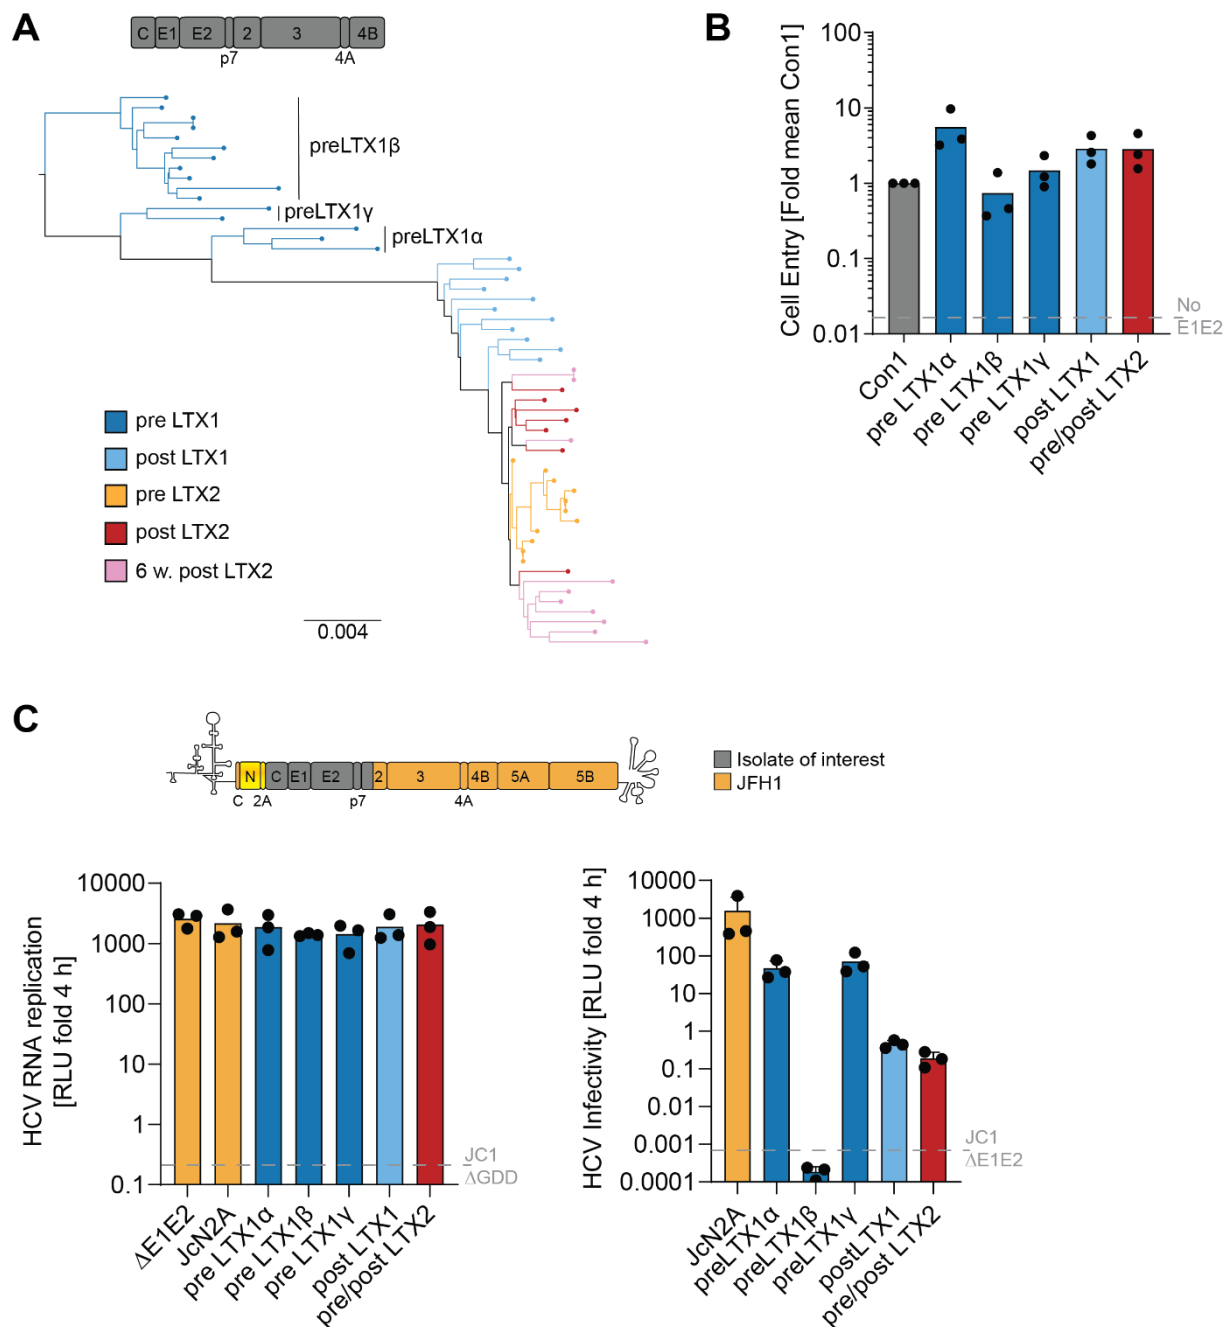 A
C E1 E2 2 3 4B
p7 4A
preLTX1β
preLTX1γ
preLTX1α
pre LTX1
post LTX1
pre LTX2
post LTX2
6 w. post LTX2
0.004
B
Cell Entry [Fold mean Con1]
100
10
1
0.1
0.01
No
E1E2
Con1
pre LTX1α
pre LTX1β
pre LTX1γ
post LTX1
pre/post LTX2
C
N C E1 E2 2 3 4B 5A 5B
C 2A p7 4A
Isolate of interest
JFH1
HCV RNA replication
[RLU fold 4 h]
10000
1000
100
10
1
0.1
JC1
ΔGDD
ΔE1E2
JcN2A
pre LTX1α
pre LTX1β
pre LTX1γ
post LTX1
pre/post LTX2
HCV Infectivity [RLU fold 4 h]
10000
1000
100
10
1
0.1
0.01
0.001
0.0001
JC1
ΔE1E2
JcN2A
preLTX1α
preLTX1β
preLTX1γ
postLTX1
pre/post LTX2